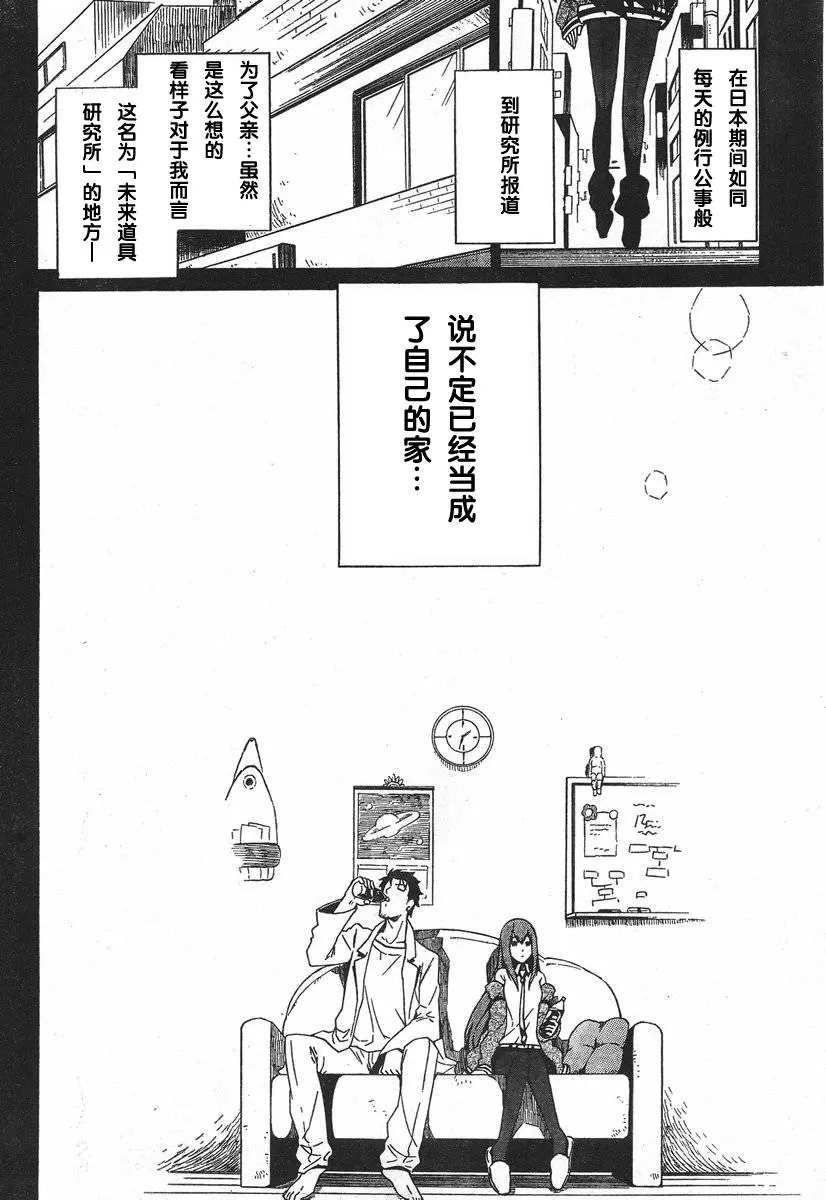 在日本期间如同
每天的例行公事般
到研究所报道
为了父亲…虽然
是这么想的
看样子对于我而言
这名为「未来道具
研究所」的地方—
说不定已经当成
了自己的家…